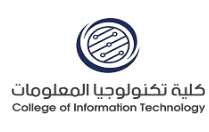 كلية تكنولوجيا المعلومات
College of Information Technology